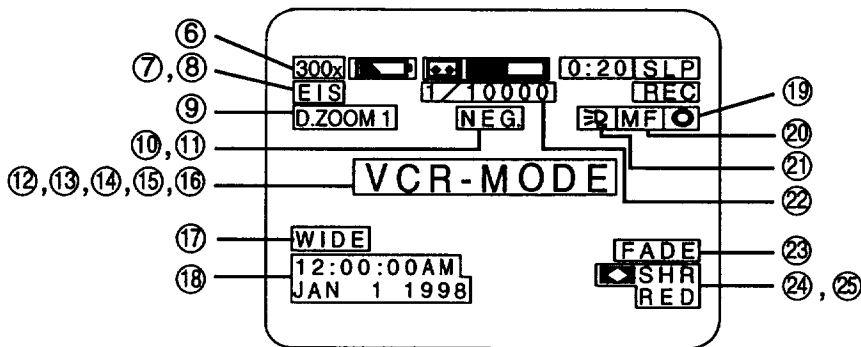 ⑥ 300x 0:20 SLP
⑦,⑧ EIS 1/10000 REC ⑲
⑨ D.ZOOM 1 NEG. MF ⑳
⑩,⑪ ㉑
⑫,⑬,⑭,⑮,⑯ VCR-MODE ㉒
⑰ WIDE FADE ㉓
⑱ 12:00:00AM SHR ㉔,㉕
JAN 1 1998 RED